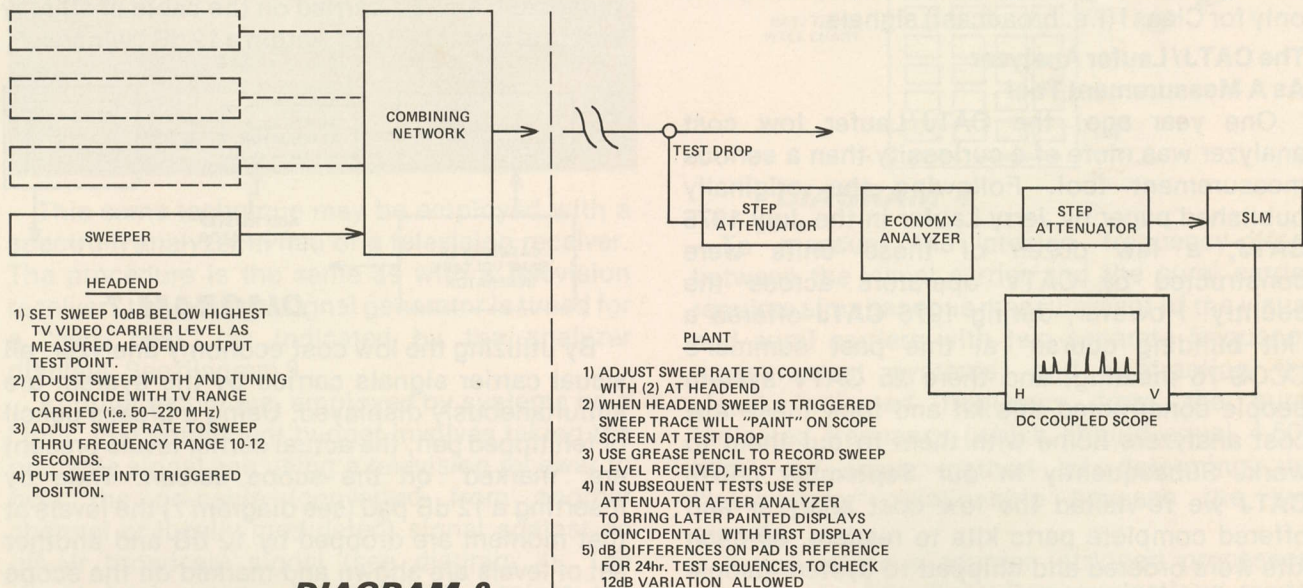 COMBINING
NETWORK
SWEEPER
TEST DROP
STEP
ATTENUATOR
ECONOMY
ANALYZER
STEP
ATTENUATOR
SLM
H
V
DC COUPLED SCOPE
HEADEND
1) SET SWEEP 10dB BELOW HIGHEST
TV VIDEO CARRIER LEVEL AS
MEASURED HEADEND OUTPUT
TEST POINT.
2) ADJUST SWEEP WIDTH AND TUNING
TO COINCIDE WITH TV RANGE
CARRIED (i.e. 50—220 MHz)
3) ADJUST SWEEP RATE TO SWEEP
THRU FREQUENCY RANGE 10-12
SECONDS.
4) PUT SWEEP INTO TRIGGERED
POSITION.
PLANT
1) ADJUST SWEEP RATE TO COINCIDE
WITH (2) AT HEADEND
2) WHEN HEADEND SWEEP IS TRIGGERED
SWEEP TRACE WILL "PAINT" ON SCOPE
SCREEN AT TEST DROP
3) USE GREASE PENCIL TO RECORD SWEEP
LEVEL RECEIVED, FIRST TEST
4) IN SUBSEQUENT TESTS USE STEP
ATTENUATOR AFTER ANALYZER
TO BRING LATER PAINTED DISPLAYS
COINCIDENTAL WITH FIRST DISPLAY
5) dB DIFFERENCES ON PAD IS REFERENCE
FOR 24hr. TEST SEQUENCES, TO CHECK
12dB VARIATION ALLOWED